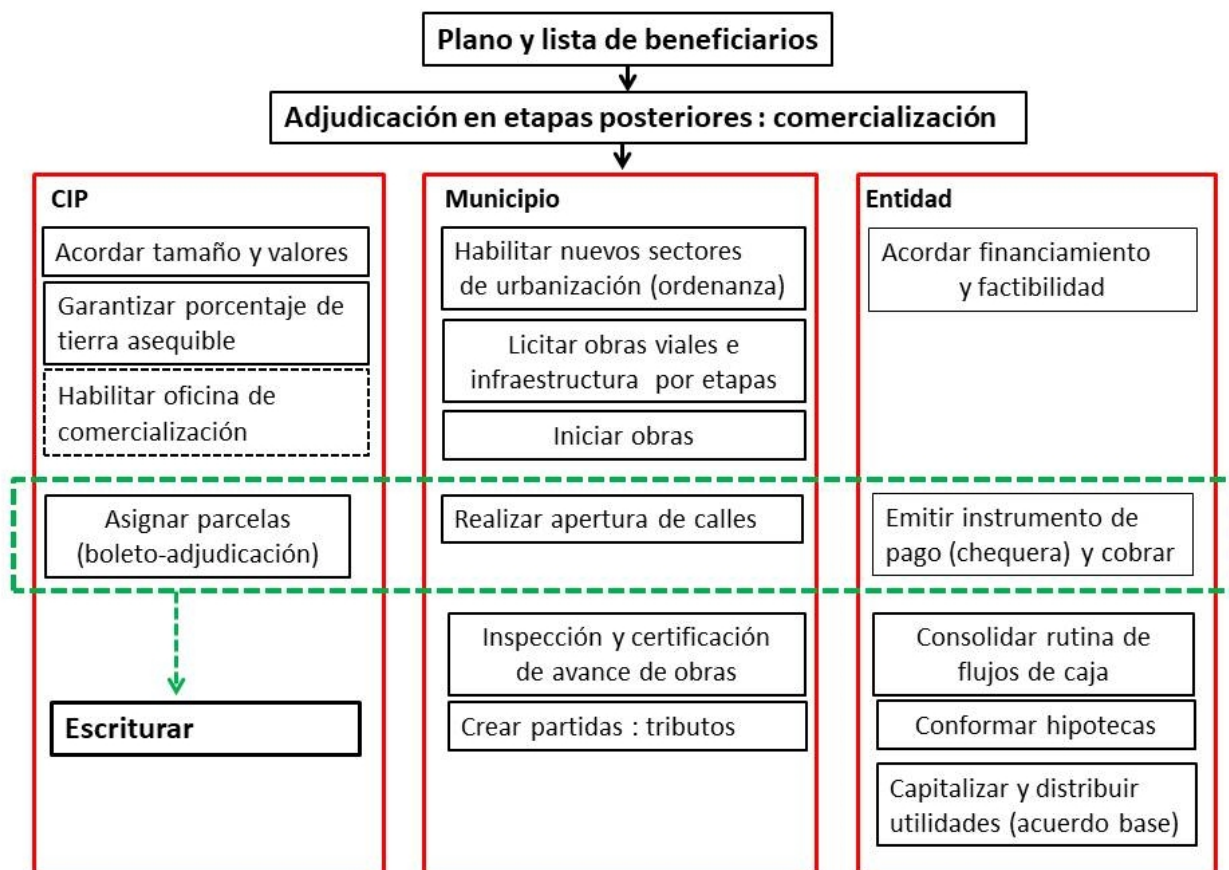 Plano y lista de beneficiarios
Adjudicación en etapas posteriores : comercialización
CIP
Acordar tamaño y valores
Garantizar porcentaje de
tierra asequible
Habilitar oficina de
comercialización
Asignar parcelas
(boleto-adjudicación)
Escriturar
Municipio
Habilitar nuevos sectores
de urbanización (ordenanza)
Licitar obras viales e
infraestructura por etapas
Iniciar obras
Realizar apertura de calles
Inspección y certificación
de avance de obras
Crear partidas : tributos
Entidad
Acordar financiamiento
y factibilidad
Emitir instrumento de
pago (chequera) y cobrar
Consolidar rutina de
flujos de caja
Conformar hipotecas
Capitalizar y distribuir
utilidades (acuerdo base)